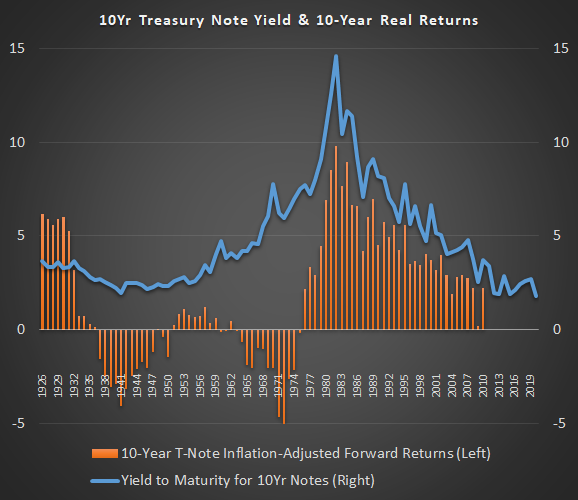 10Yr Treasury Note Yield & 10-Year Real Returns
15 15
10 10
5 5
0 0
-5 -5
1926 1929 1932 1935 1938 1941 1944 1947 1950 1953 1956 1959 1962 1965 1968 1971 1974 1977 1980 1983 1986 1989 1992 1995 1998 2001 2004 2007 2010 2013 2016 2019
10-Year T-Note Inflation-Adjusted Forward Returns (Left)
Yield to Maturity for 10Yr Notes (Right)